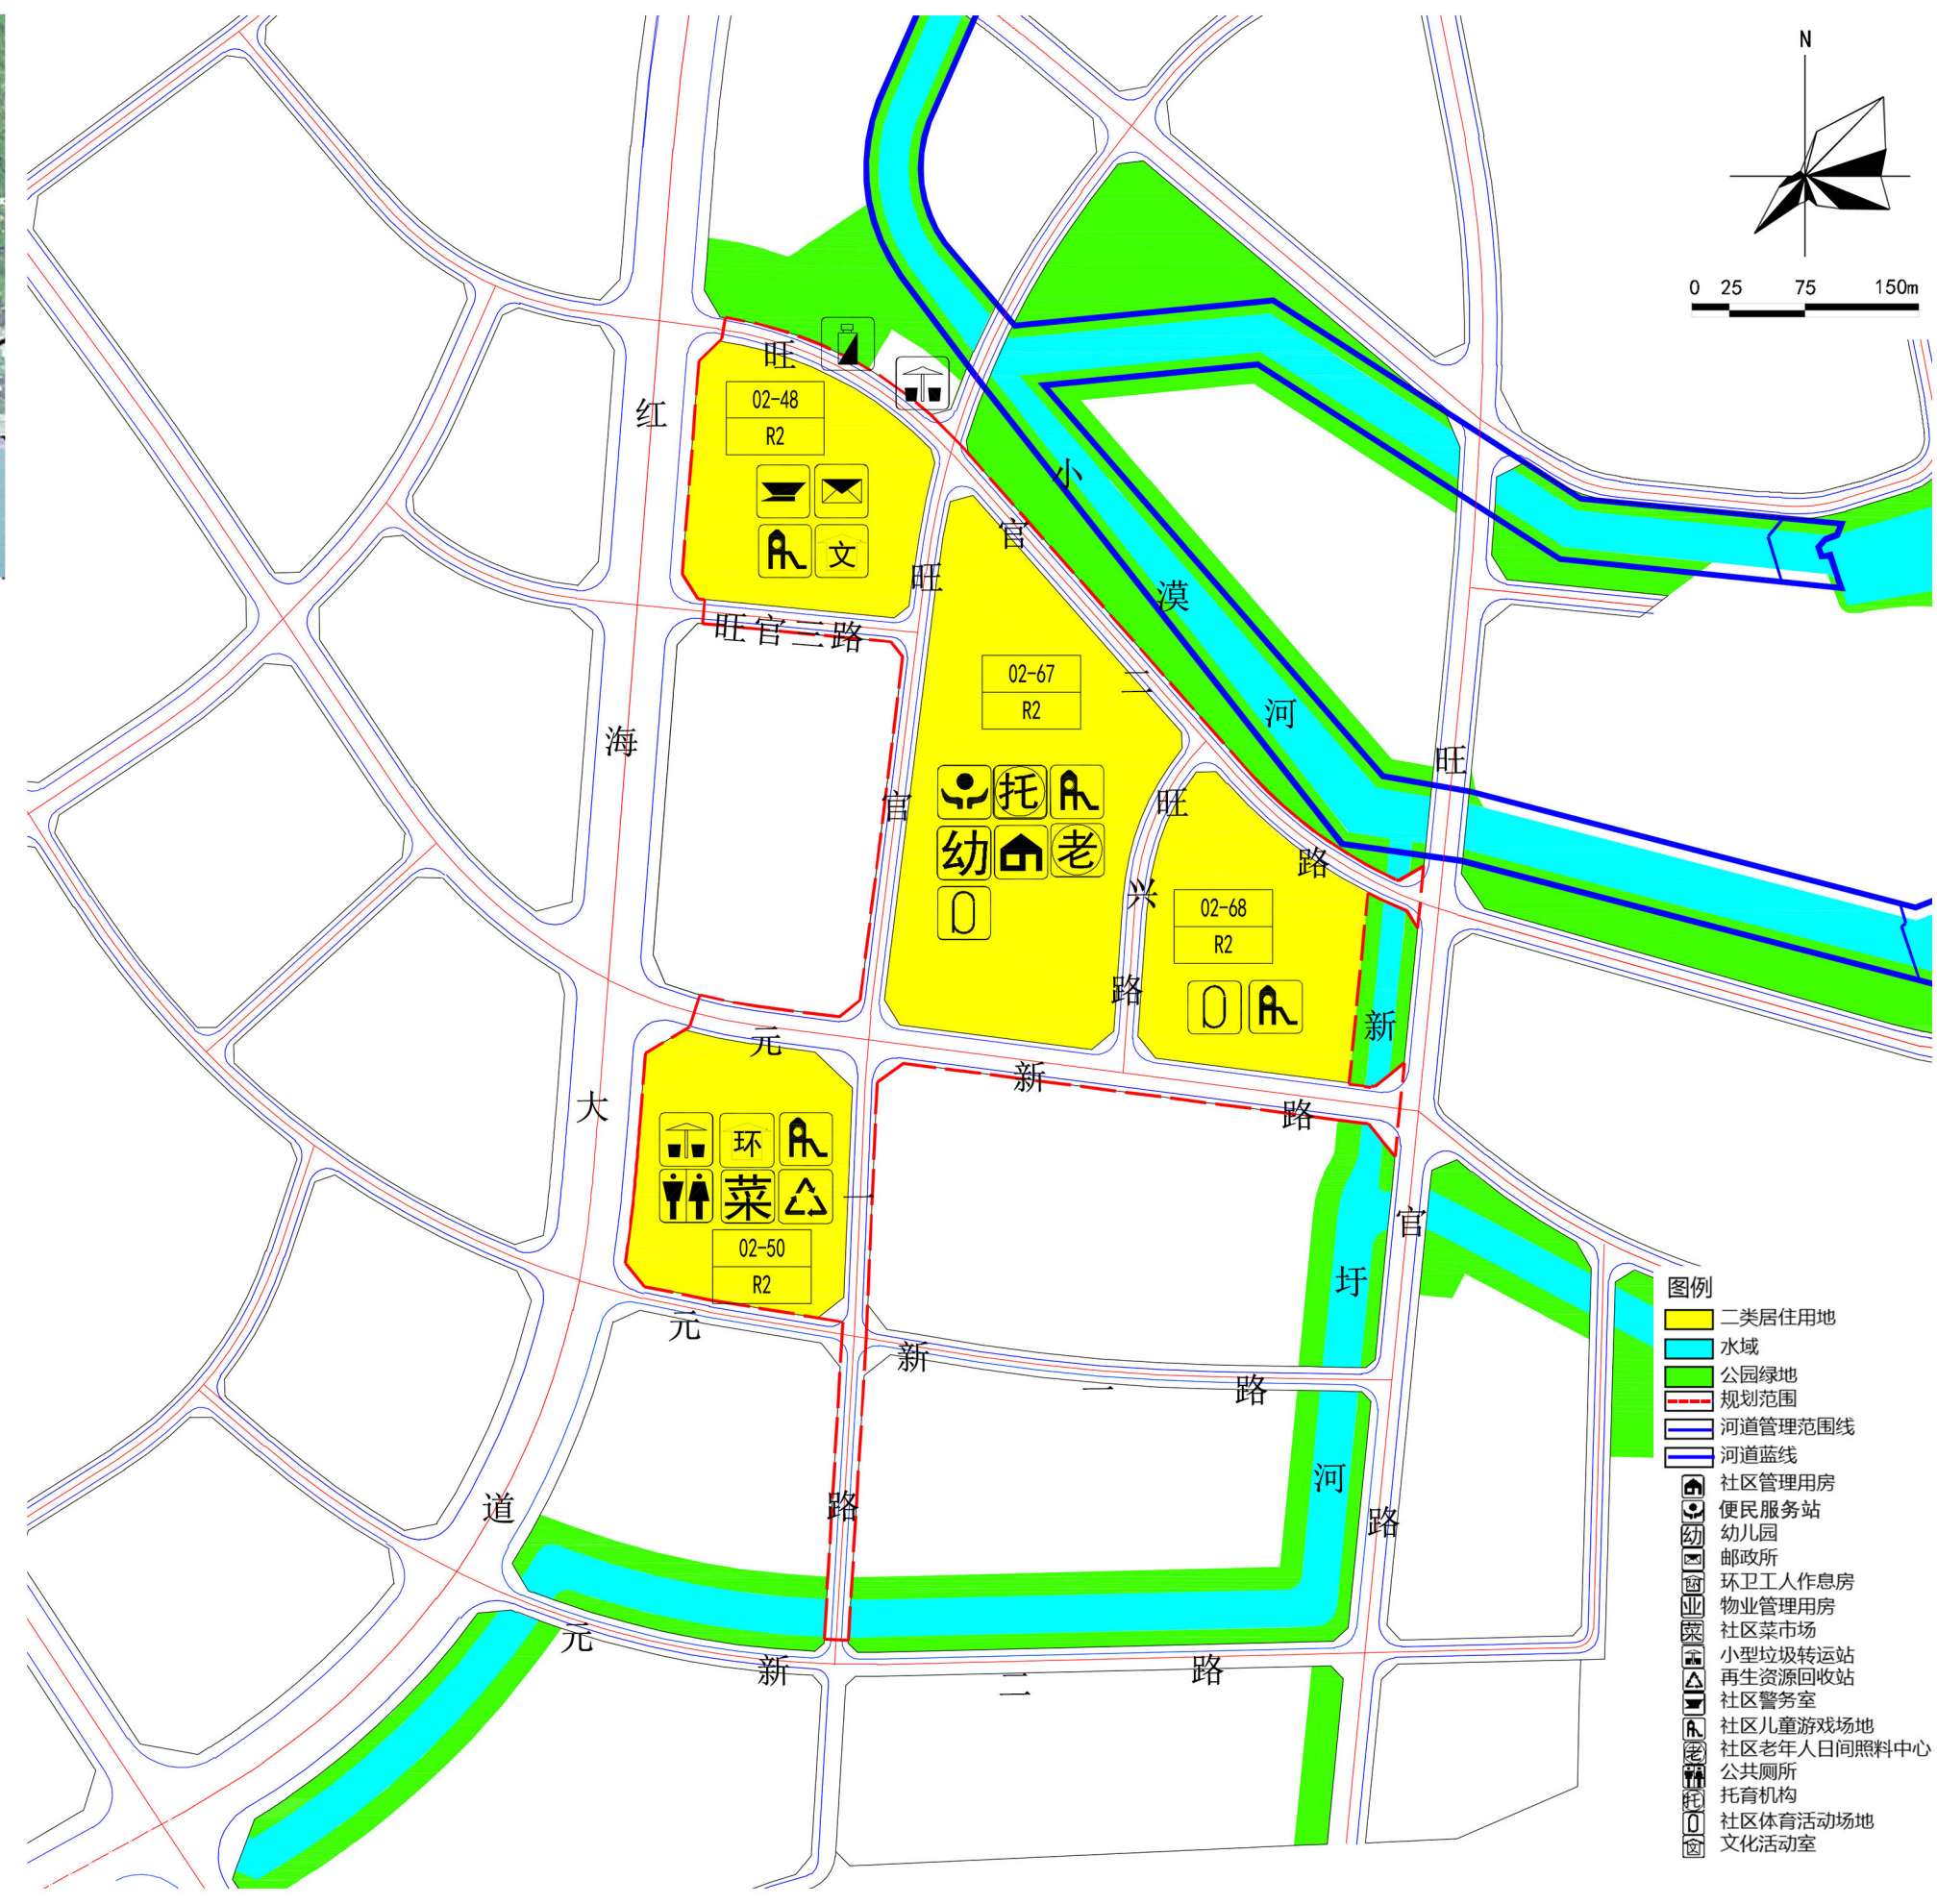 N
0 25 75 150m
02-48
R2
02-67
R2
02-68
R2
02-50
R2
文
托
幼
老
环
菜
红海大道
旺官二路
旺官三路
旺官一路
旺兴路
旺官路
元新路
元新一路
元新二路
小漠河
新圩河
图例
二类居住用地
水域
公园绿地
规划范围
河道管理范围线
河道蓝线
社区管理用房
便民服务站
幼 幼儿园
邮政所
环 环卫工人作息房
业 物业管理用房
菜 社区菜市场
小型垃圾转运站
再生资源回收站
社区警务室
社区儿童游戏场地
老 社区老年人日间照料中心
公共厕所
托 托育机构
社区体育活动场地
文 文化活动室